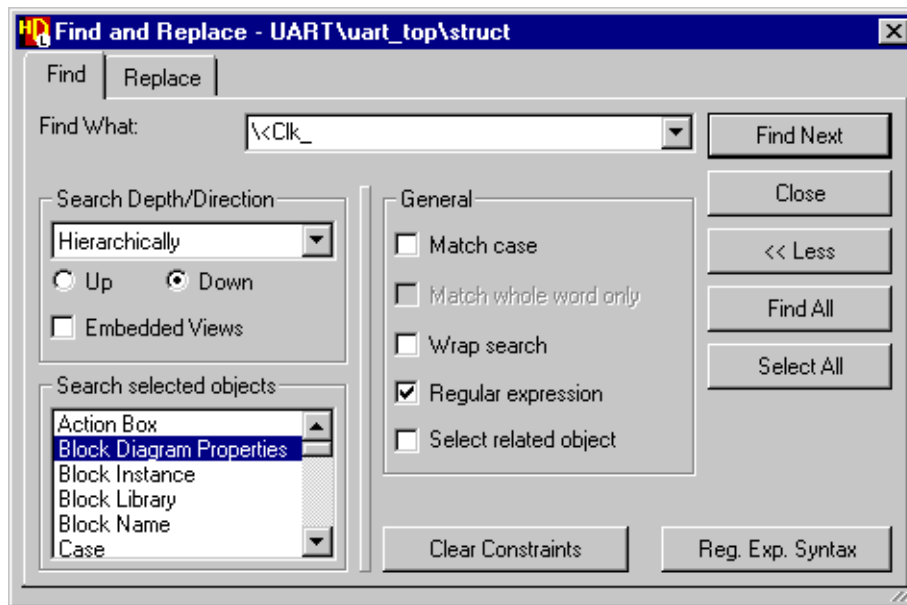 HDL Find and Replace - UART\uart_top\struct
Find
Replace
Find What:
\<Clk_
Find Next
Close
<< Less
Find All
Select All
Search Depth/Direction
Hierarchically
Up
Down
Embedded Views
Search selected objects
Action Box
Block Diagram Properties
Block Instance
Block Library
Block Name
Case
General
Match case
Match whole word only
Wrap search
Regular expression
Select related object
Clear Constraints
Reg. Exp. Syntax